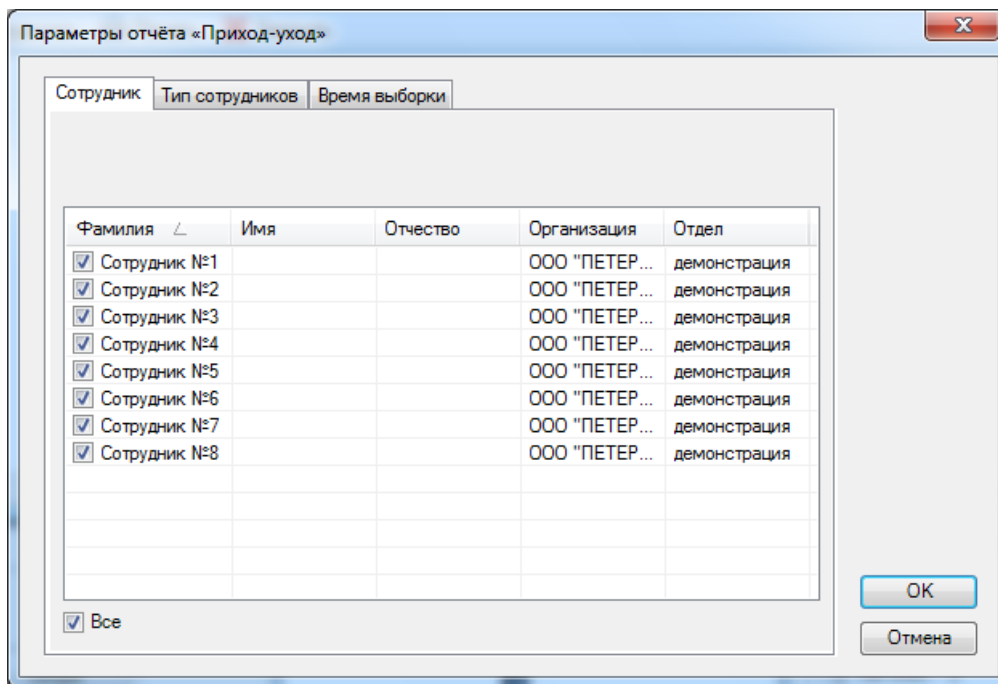 Параметры отчёта «Приход-уход»
Сотрудник Тип сотрудников Время выборки
Фамилия Имя Отчество Организация Отдел
Сотрудник №1 ООО "ПЕТЕР... демонстрация
Сотрудник №2 ООО "ПЕТЕР... демонстрация
Сотрудник №3 ООО "ПЕТЕР... демонстрация
Сотрудник №4 ООО "ПЕТЕР... демонстрация
Сотрудник №5 ООО "ПЕТЕР... демонстрация
Сотрудник №6 ООО "ПЕТЕР... демонстрация
Сотрудник №7 ООО "ПЕТЕР... демонстрация
Сотрудник №8 ООО "ПЕТЕР... демонстрация
Все
OK
Отмена